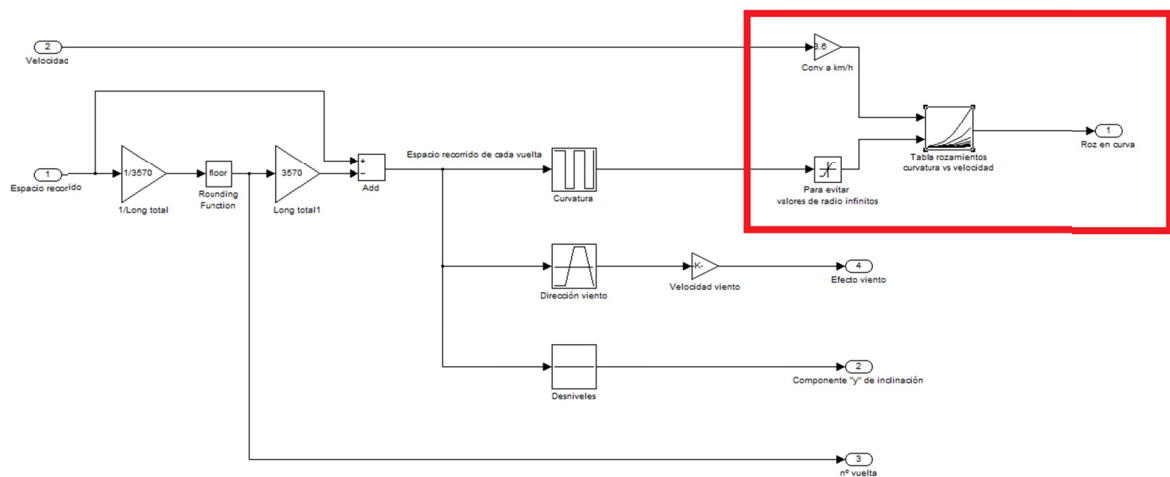 2
Velocidad
3.6
Conv a km/h
1
Espacio recorrido
1/3570
1/Long total
floor
Rounding
Function
3570
Long total1
+
−
Add
Espacio recorrido de cada vuelta
Curvatura
Para evitar
valores de radio infinitos
Tabla rozamientos
curvatura vs velocidad
1
Roz en curva
Dirección viento
-K-
Velocidad viento
4
Efecto viento
Desniveles
2
Componente "y" de inclinación
3
nº vuelta